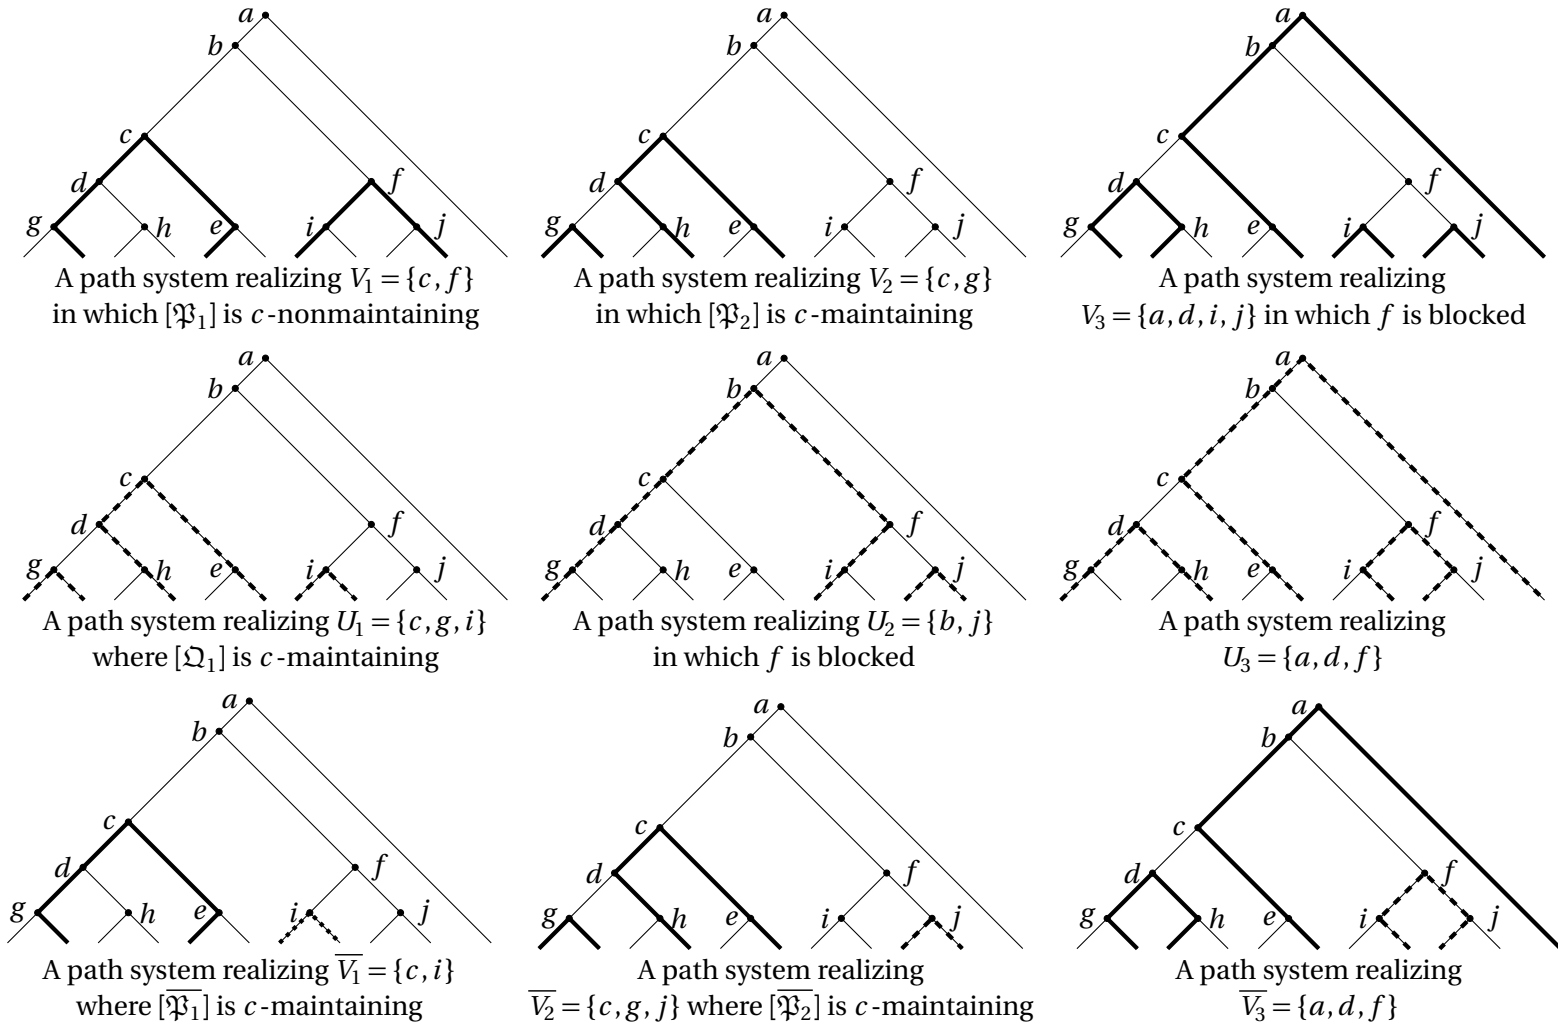 a
b
c
d f
g h e i j
A path system realizing V₁ = {c, f}
in which [𝔓₁] is c-nonmaintaining
a
b
c
d f
g h e i j
A path system realizing V₂ = {c, g}
in which [𝔓₂] is c-maintaining
a
b
c
d f
g h e i j
A path system realizing
V₃ = {a, d, i, j} in which f is blocked
a
b
c
d f
g h e i j
A path system realizing U₁ = {c, g, i}
where [𝔔₁] is c-maintaining
a
b
c
d f
g h e i j
A path system realizing U₂ = {b, j}
in which f is blocked
a
b
c
d f
g h e i j
A path system realizing
U₃ = {a, d, f}
a
b
c
d f
g h e i j
A path system realizing V̅₁ = {c, i}
where [𝔓̅₁] is c-maintaining
a
b
c
d f
g h e i j
A path system realizing
V̅₂ = {c, g, j} where [𝔓̅₂] is c-maintaining
a
b
c
d f
g h e i j
A path system realizing
V̅₃ = {a, d, f}